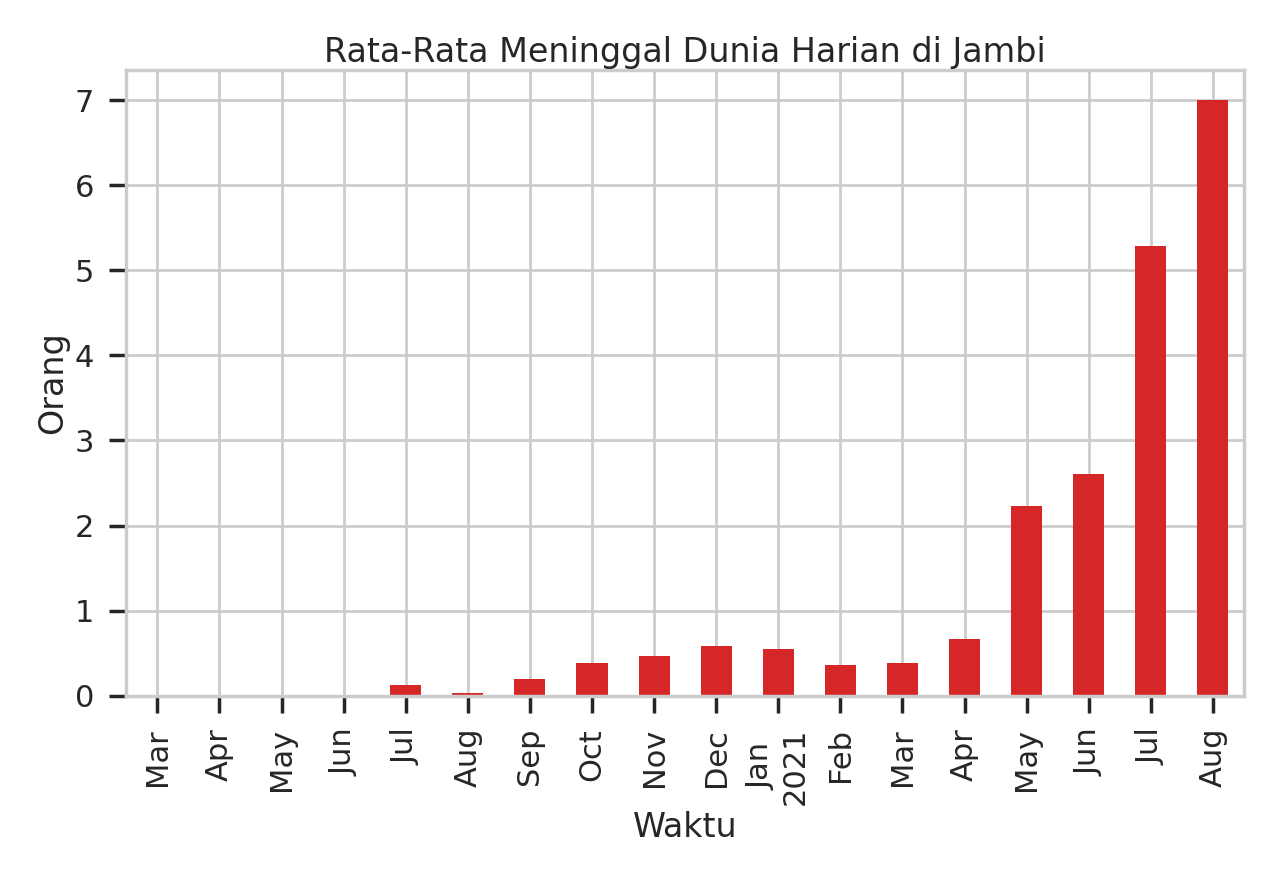 Rata-Rata Meninggal Dunia Harian di Jambi
7
6
5
4
3
2
1
0
Orang
Mar
Apr
May
Jun
Jul
Aug
Sep
Oct
Nov
Dec
Jan
2021
Feb
Mar
Apr
May
Jun
Jul
Aug
Waktu